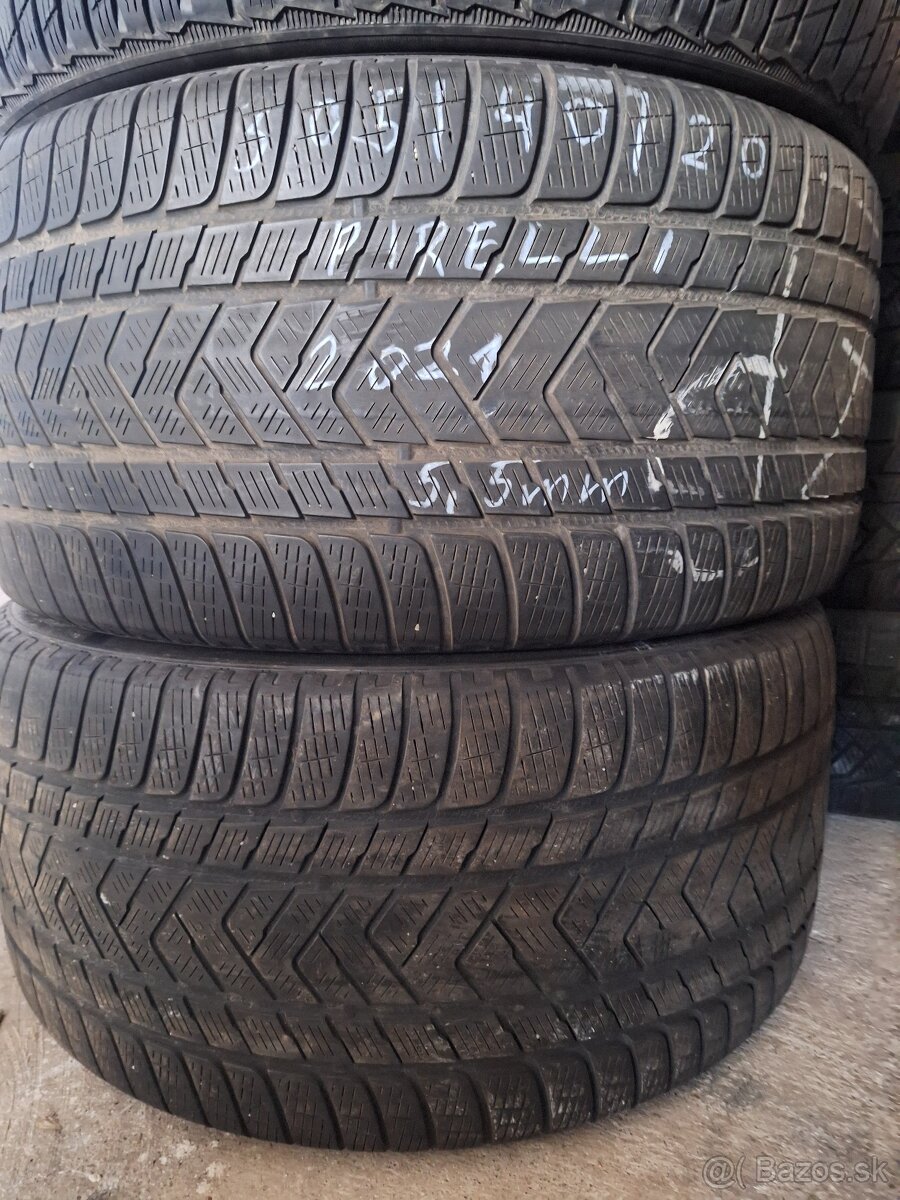 305/40/20
PIRELLI
2021
5,5mm
@( Bazos.sk